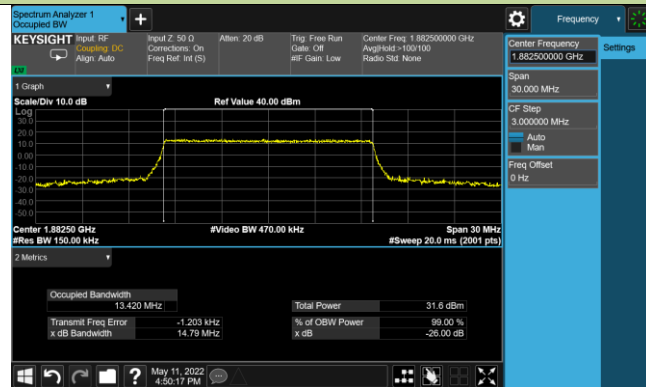 Spectrum Analyzer 1
Occupied BW
Frequency
KEYSIGHT
Input: RF
Coupling: DC
Align: Auto
Input Z: 50 Ω
Corrections: On
Freq Ref: Int (S)
Atten: 20 dB
Trig: Free Run
Gate: Off
#IF Gain: Low
Center Freq: 1.882500000 GHz
Avg|Hold:>100/100
Radio Std: None
Center Frequency
1.882500000 GHz
Settings
Span
30.000 MHz
CF Step
3.000000 MHz
Auto
Man
Freq Offset
0 Hz
1 Graph
Scale/Div 10.0 dB
Ref Value 40.00 dBm
Log
30.0
20.0
10.0
0.00
-10.0
-20.0
-30.0
-40.0
-50.0
Center 1.88250 GHz
#Video BW 470.00 kHz
Span 30 MHz
#Res BW 150.00 kHz
#Sweep 20.0 ms (2001 pts)
2 Metrics
Occupied Bandwidth
13.420 MHz
Total Power 31.6 dBm
Transmit Freq Error -1.203 kHz
% of OBW Power 99.00 %
x dB Bandwidth 14.79 MHz
x dB -26.00 dB
May 11, 2022
4:50:17 PM